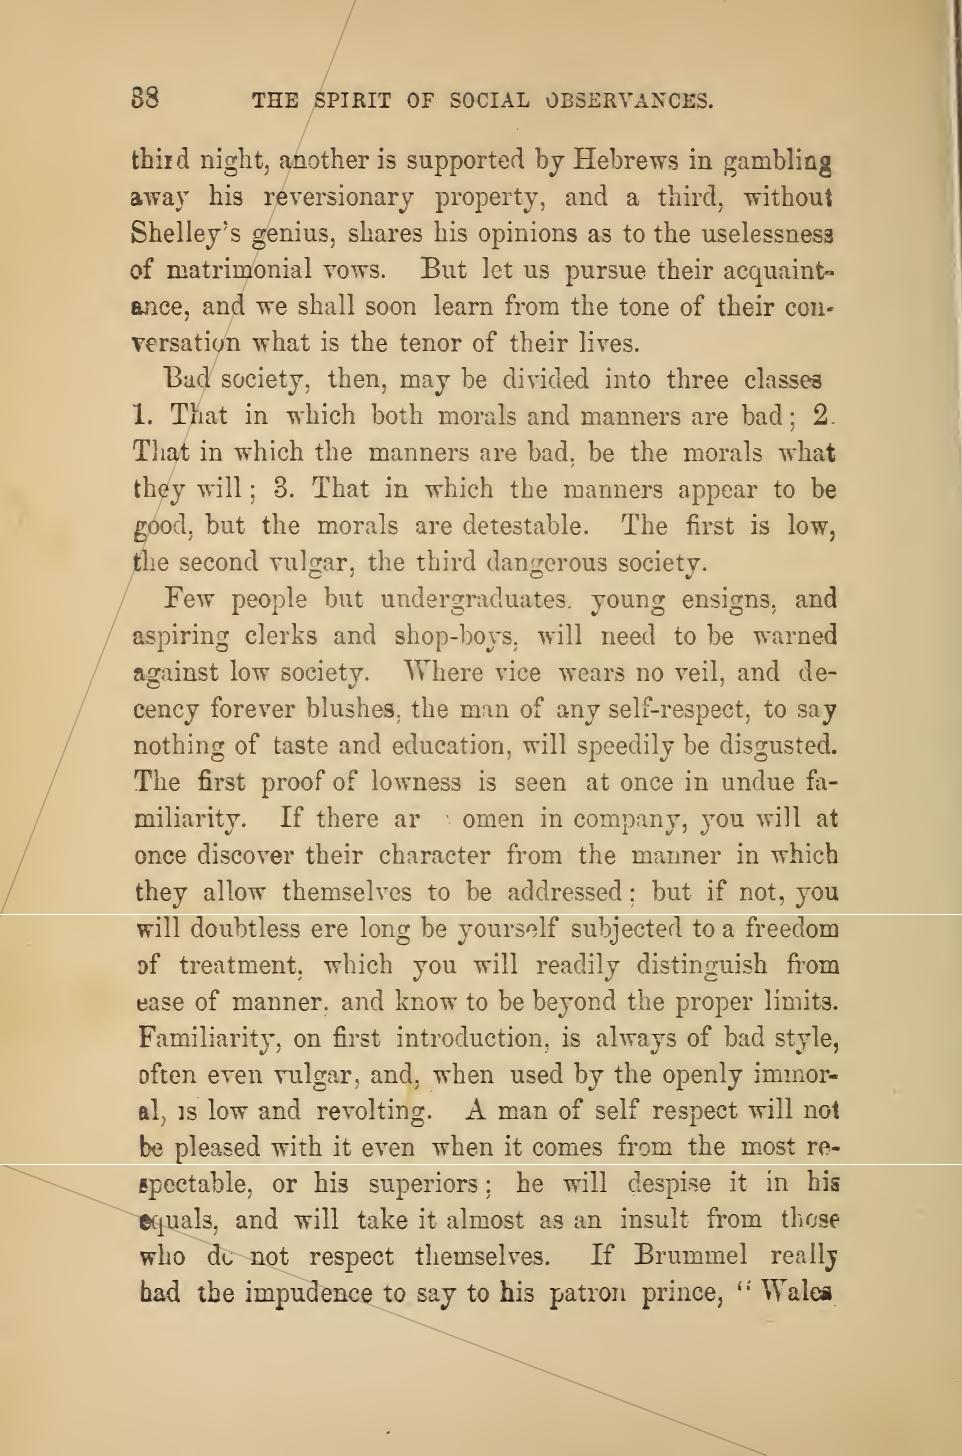 38 THE SPIRIT OF SOCIAL OBSERVANCES.
third night, another is supported by Hebrews in gambling
away his reversionary property, and a third, without
Shelley's genius, shares his opinions as to the uselessness
of matrimonial vows. But let us pursue their acquaint-
ance, and we shall soon learn from the tone of their con-
versation what is the tenor of their lives.
Bad society, then, may be divided into three classes
1. That in which both morals and manners are bad; 2.
That in which the manners are bad, be the morals what
they will; 3. That in which the manners appear to be
good, but the morals are detestable. The first is low,
the second vulgar, the third dangerous society.
Few people but undergraduates. young ensigns, and
aspiring clerks and shop-boys, will need to be warned
against low society. Where vice wears no veil, and de-
cency forever blushes, the man of any self-respect, to say
nothing of taste and education, will speedily be disgusted.
The first proof of lowness is seen at once in undue fa-
miliarity. If there ar omen in company, you will at
once discover their character from the manner in which
they allow themselves to be addressed; but if not, you
will doubtless ere long be yourself subjected to a freedom
of treatment, which you will readily distinguish from
ease of manner, and know to be beyond the proper limits.
Familiarity, on first introduction, is always of bad style,
often even vulgar, and, when used by the openly immor-
al, is low and revolting. A man of self respect will not
be pleased with it even when it comes from the most re-
spectable, or his superiors; he will despise it in his
equals, and will take it almost as an insult from those
who do not respect themselves. If Brummel really
had the impudence to say to his patron prince, "Wales